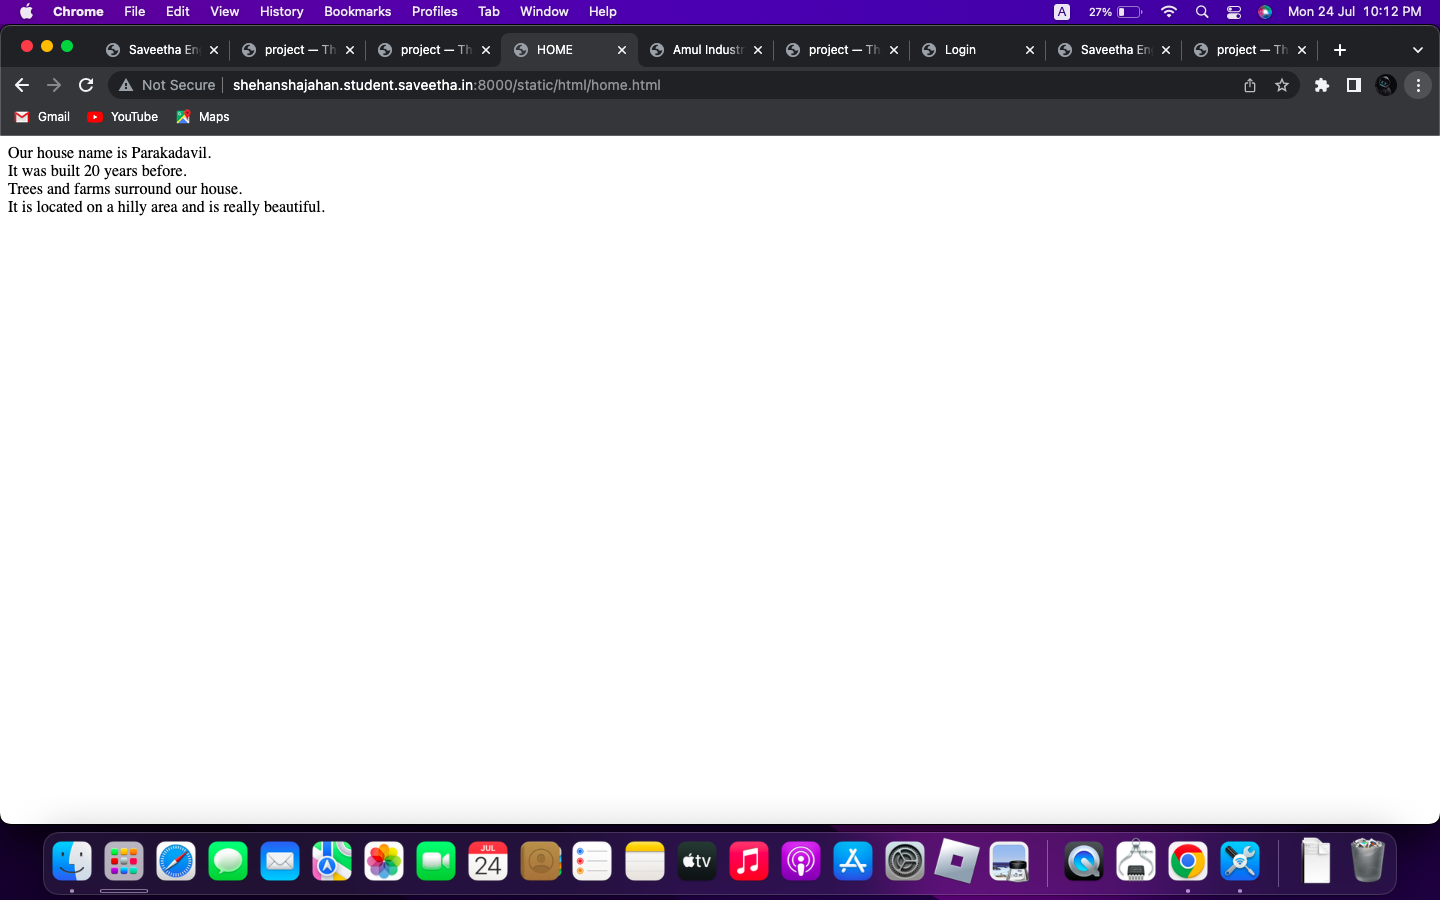 Chrome File Edit View History Bookmarks Profiles Tab Window Help A 27% Mon 24 Jul 10:12 PM
Saveetha En project — Th project — Th HOME Amul Industr project — Th Login Saveetha En project — Th
Not Secure shehanshajahan.student.saveetha.in:8000/static/html/home.html
Gmail YouTube Maps
Our house name is Parakadavil.
It was built 20 years before.
Trees and farms surround our house.
It is located on a hilly area and is really beautiful.
JUL
24
tv